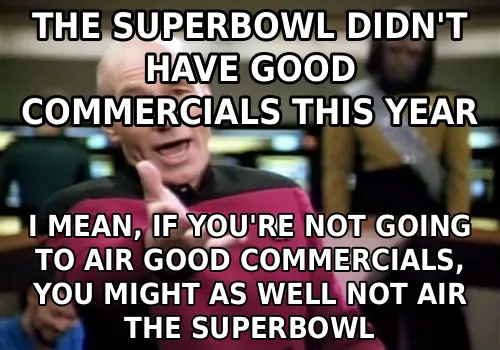 THE SUPERBOWL DIDN'T
HAVE GOOD
COMMERCIALS THIS YEAR
I MEAN, IF YOU'RE NOT GOING
TO AIR GOOD COMMERCIALS,
YOU MIGHT AS WELL NOT AIR
THE SUPERBOWL